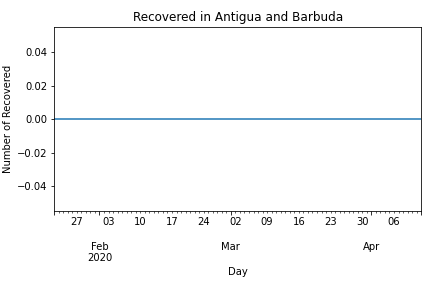 Recovered in Antigua and Barbuda
Number of Recovered
0.04
0.02
0.00
−0.02
−0.04
27 03 10 17 24 02 09 16 23 30 06
Feb Mar Apr
2020
Day